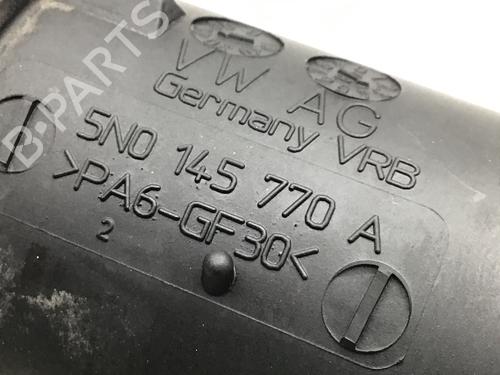 B-PARTS
VW AG
Germany VRB
5N0 145 770 A
>PA6-GF30<
2